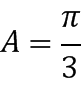 A = π/3